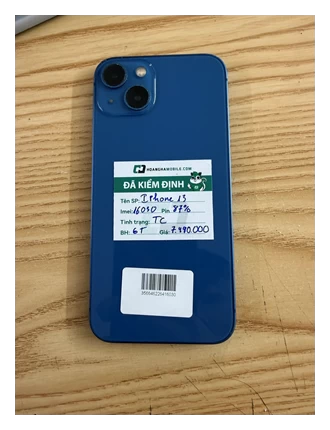 HOANGHAMOBILE.COM
ĐÃ KIỂM ĐỊNH
Tên SP: Iphone 13
Imei: 16030 Pin: 87%
Tình trạng: TC
BH: 6T Giá: 7.990.000